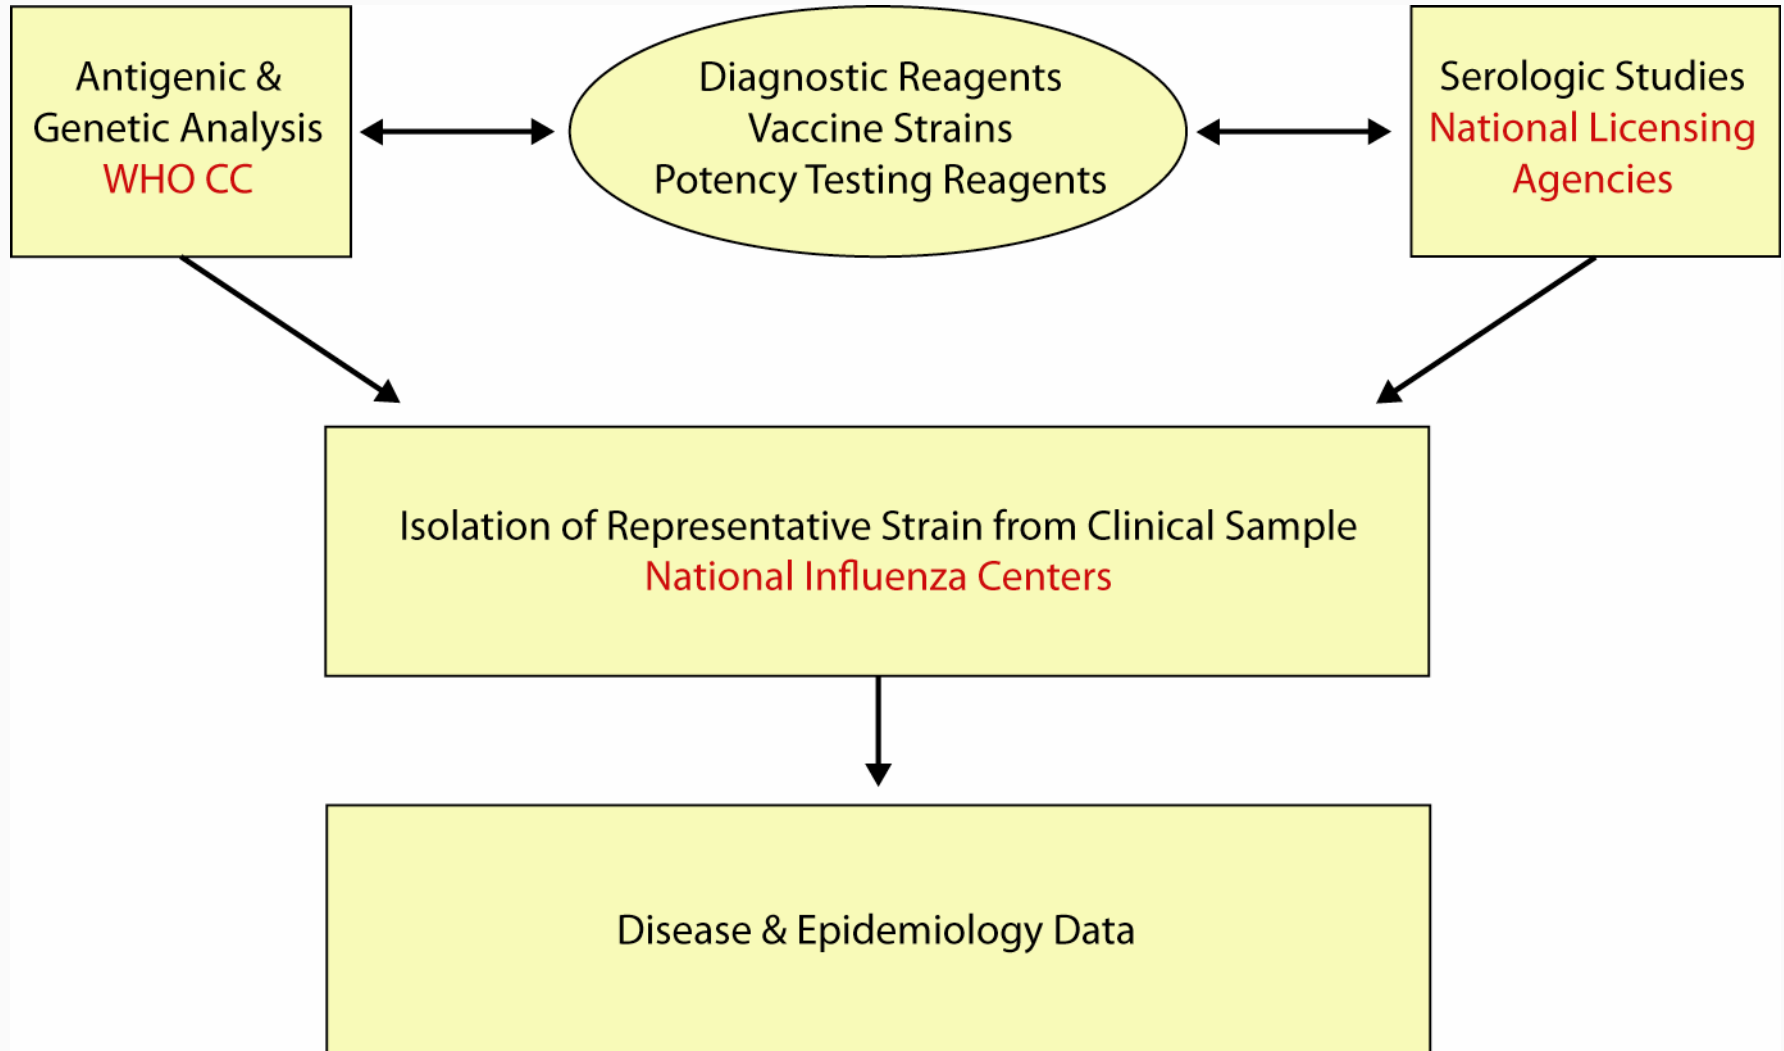 Antigenic &
Genetic Analysis
WHO CC
Diagnostic Reagents
Vaccine Strains
Potency Testing Reagents
Serologic Studies
National Licensing
Agencies
Isolation of Representative Strain from Clinical Sample
National Influenza Centers
Disease & Epidemiology Data